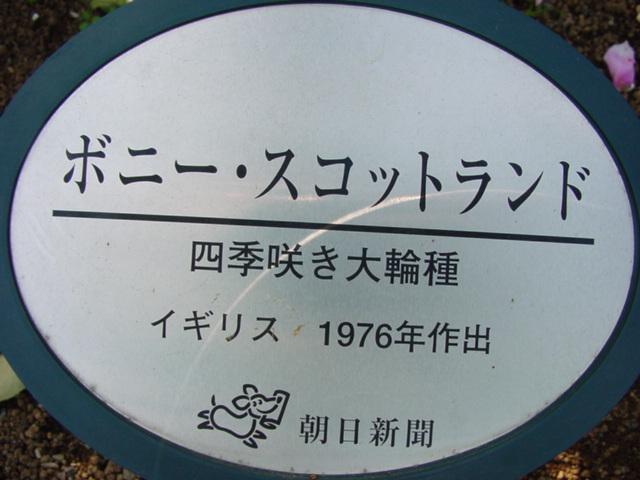 ボニー・スコットランド
四季咲き大輪種
イギリス 1976年作出
朝日新聞